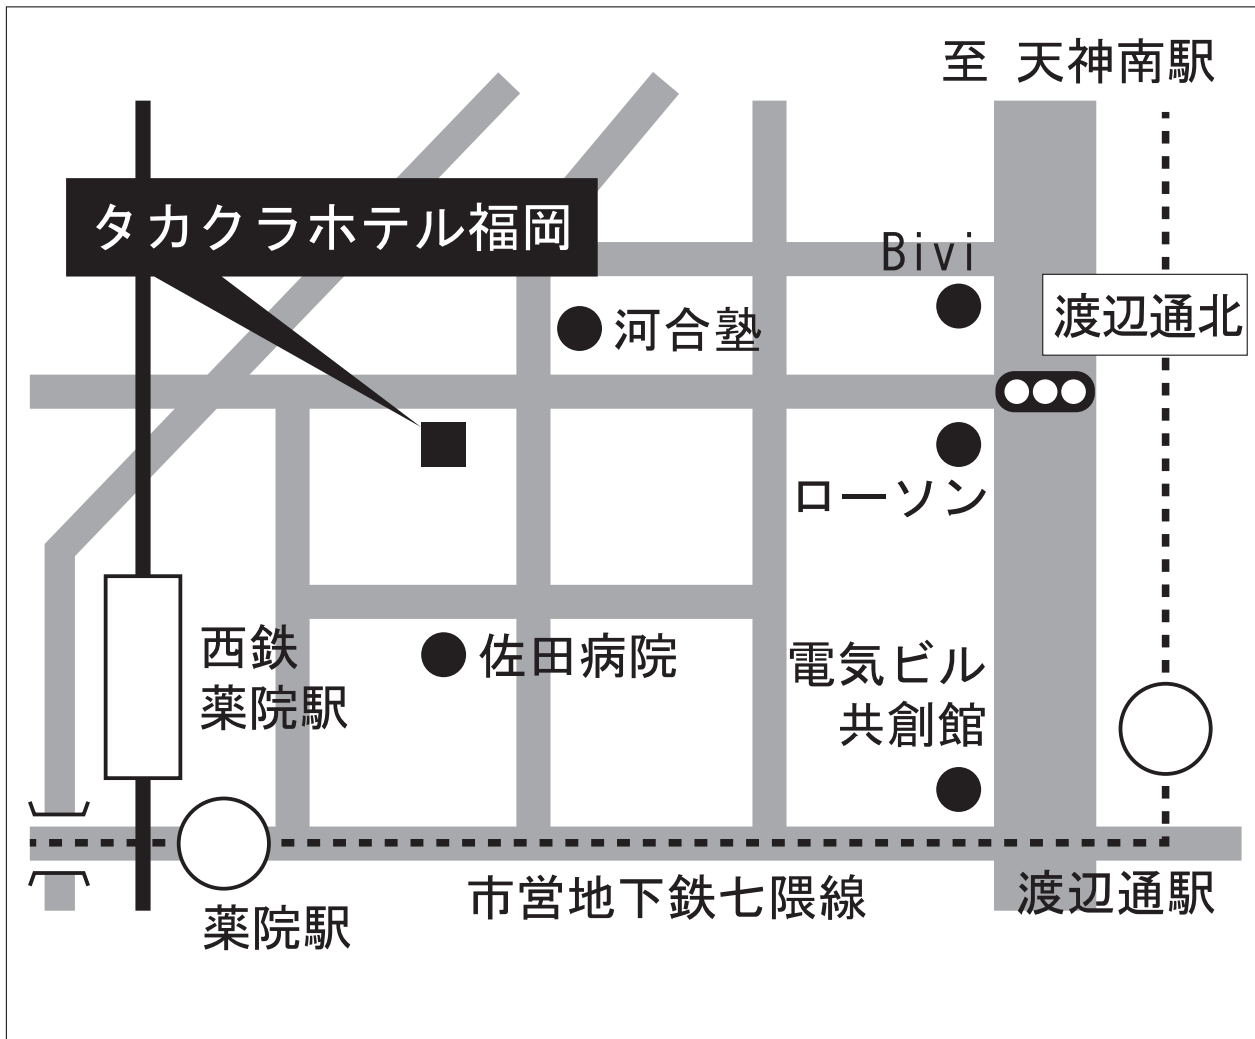 至 天神南駅
タカクラホテル福岡
Bivi
渡辺通北
河合塾
ローソン
西鉄
薬院駅
佐田病院
電気ビル
共創館
市営地下鉄七隈線
渡辺通駅
薬院駅